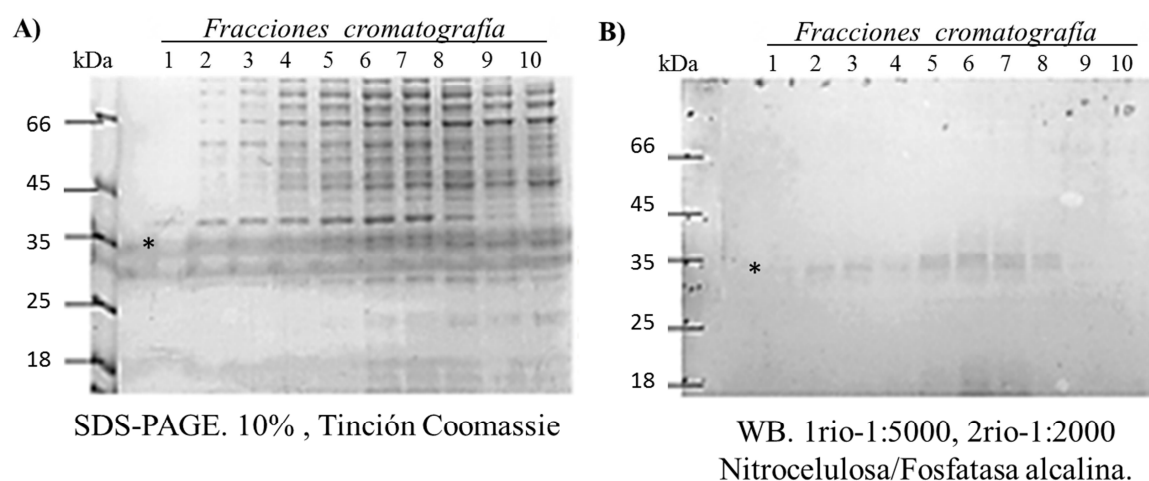 A)
Fracciones cromatografía
kDa
1 2 3 4 5 6 7 8 9 10
66
45
35
*
25
18
SDS-PAGE. 10% , Tinción Coomassie
B)
Fracciones cromatografía
kDa
1 2 3 4 5 6 7 8 9 10
66
45
35
*
25
18
WB. 1rio-1:5000, 2rio-1:2000
Nitrocelulosa/Fosfatasa alcalina.